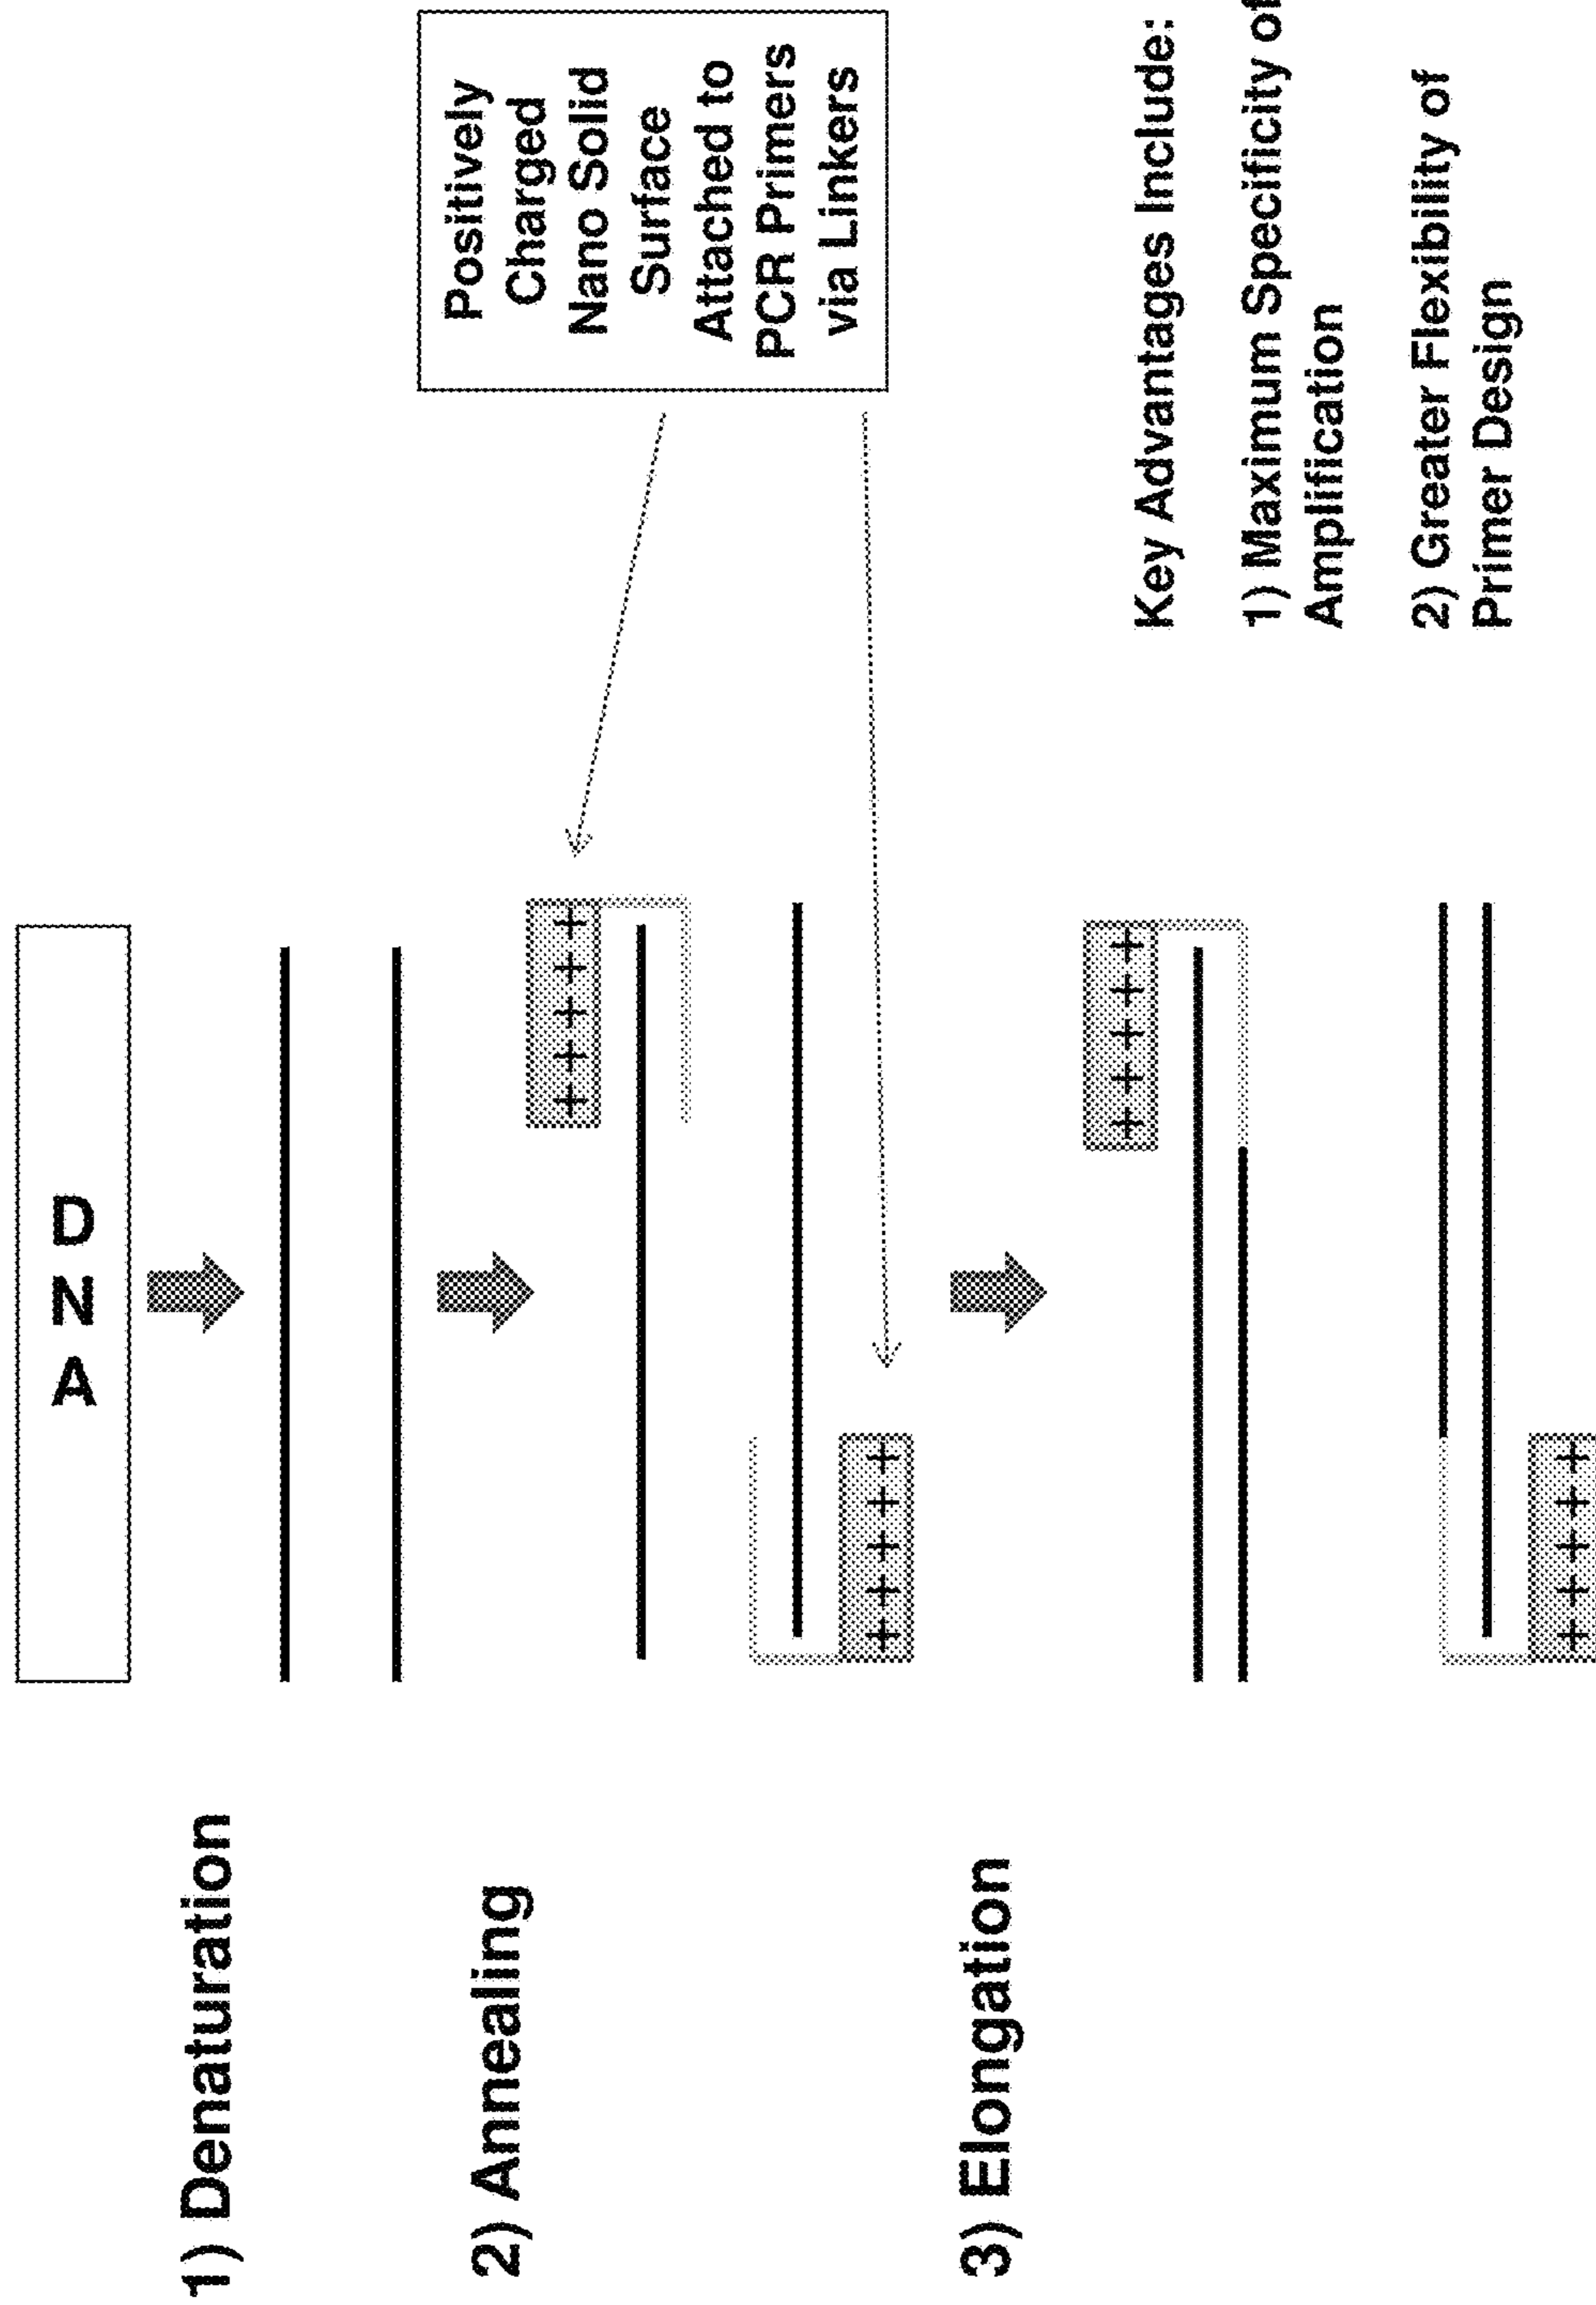 DNA
1) Denaturation
2) Annealing
+++++
+++++
Positively
Charged
Nano Solid
Surface
Attached to
PCR Primers
via Linkers
3) Elongation
+++++
+++++
Key Advantages Include:
1) Maximum Specificity of
Amplification
2) Greater Flexibility of
Primer Design